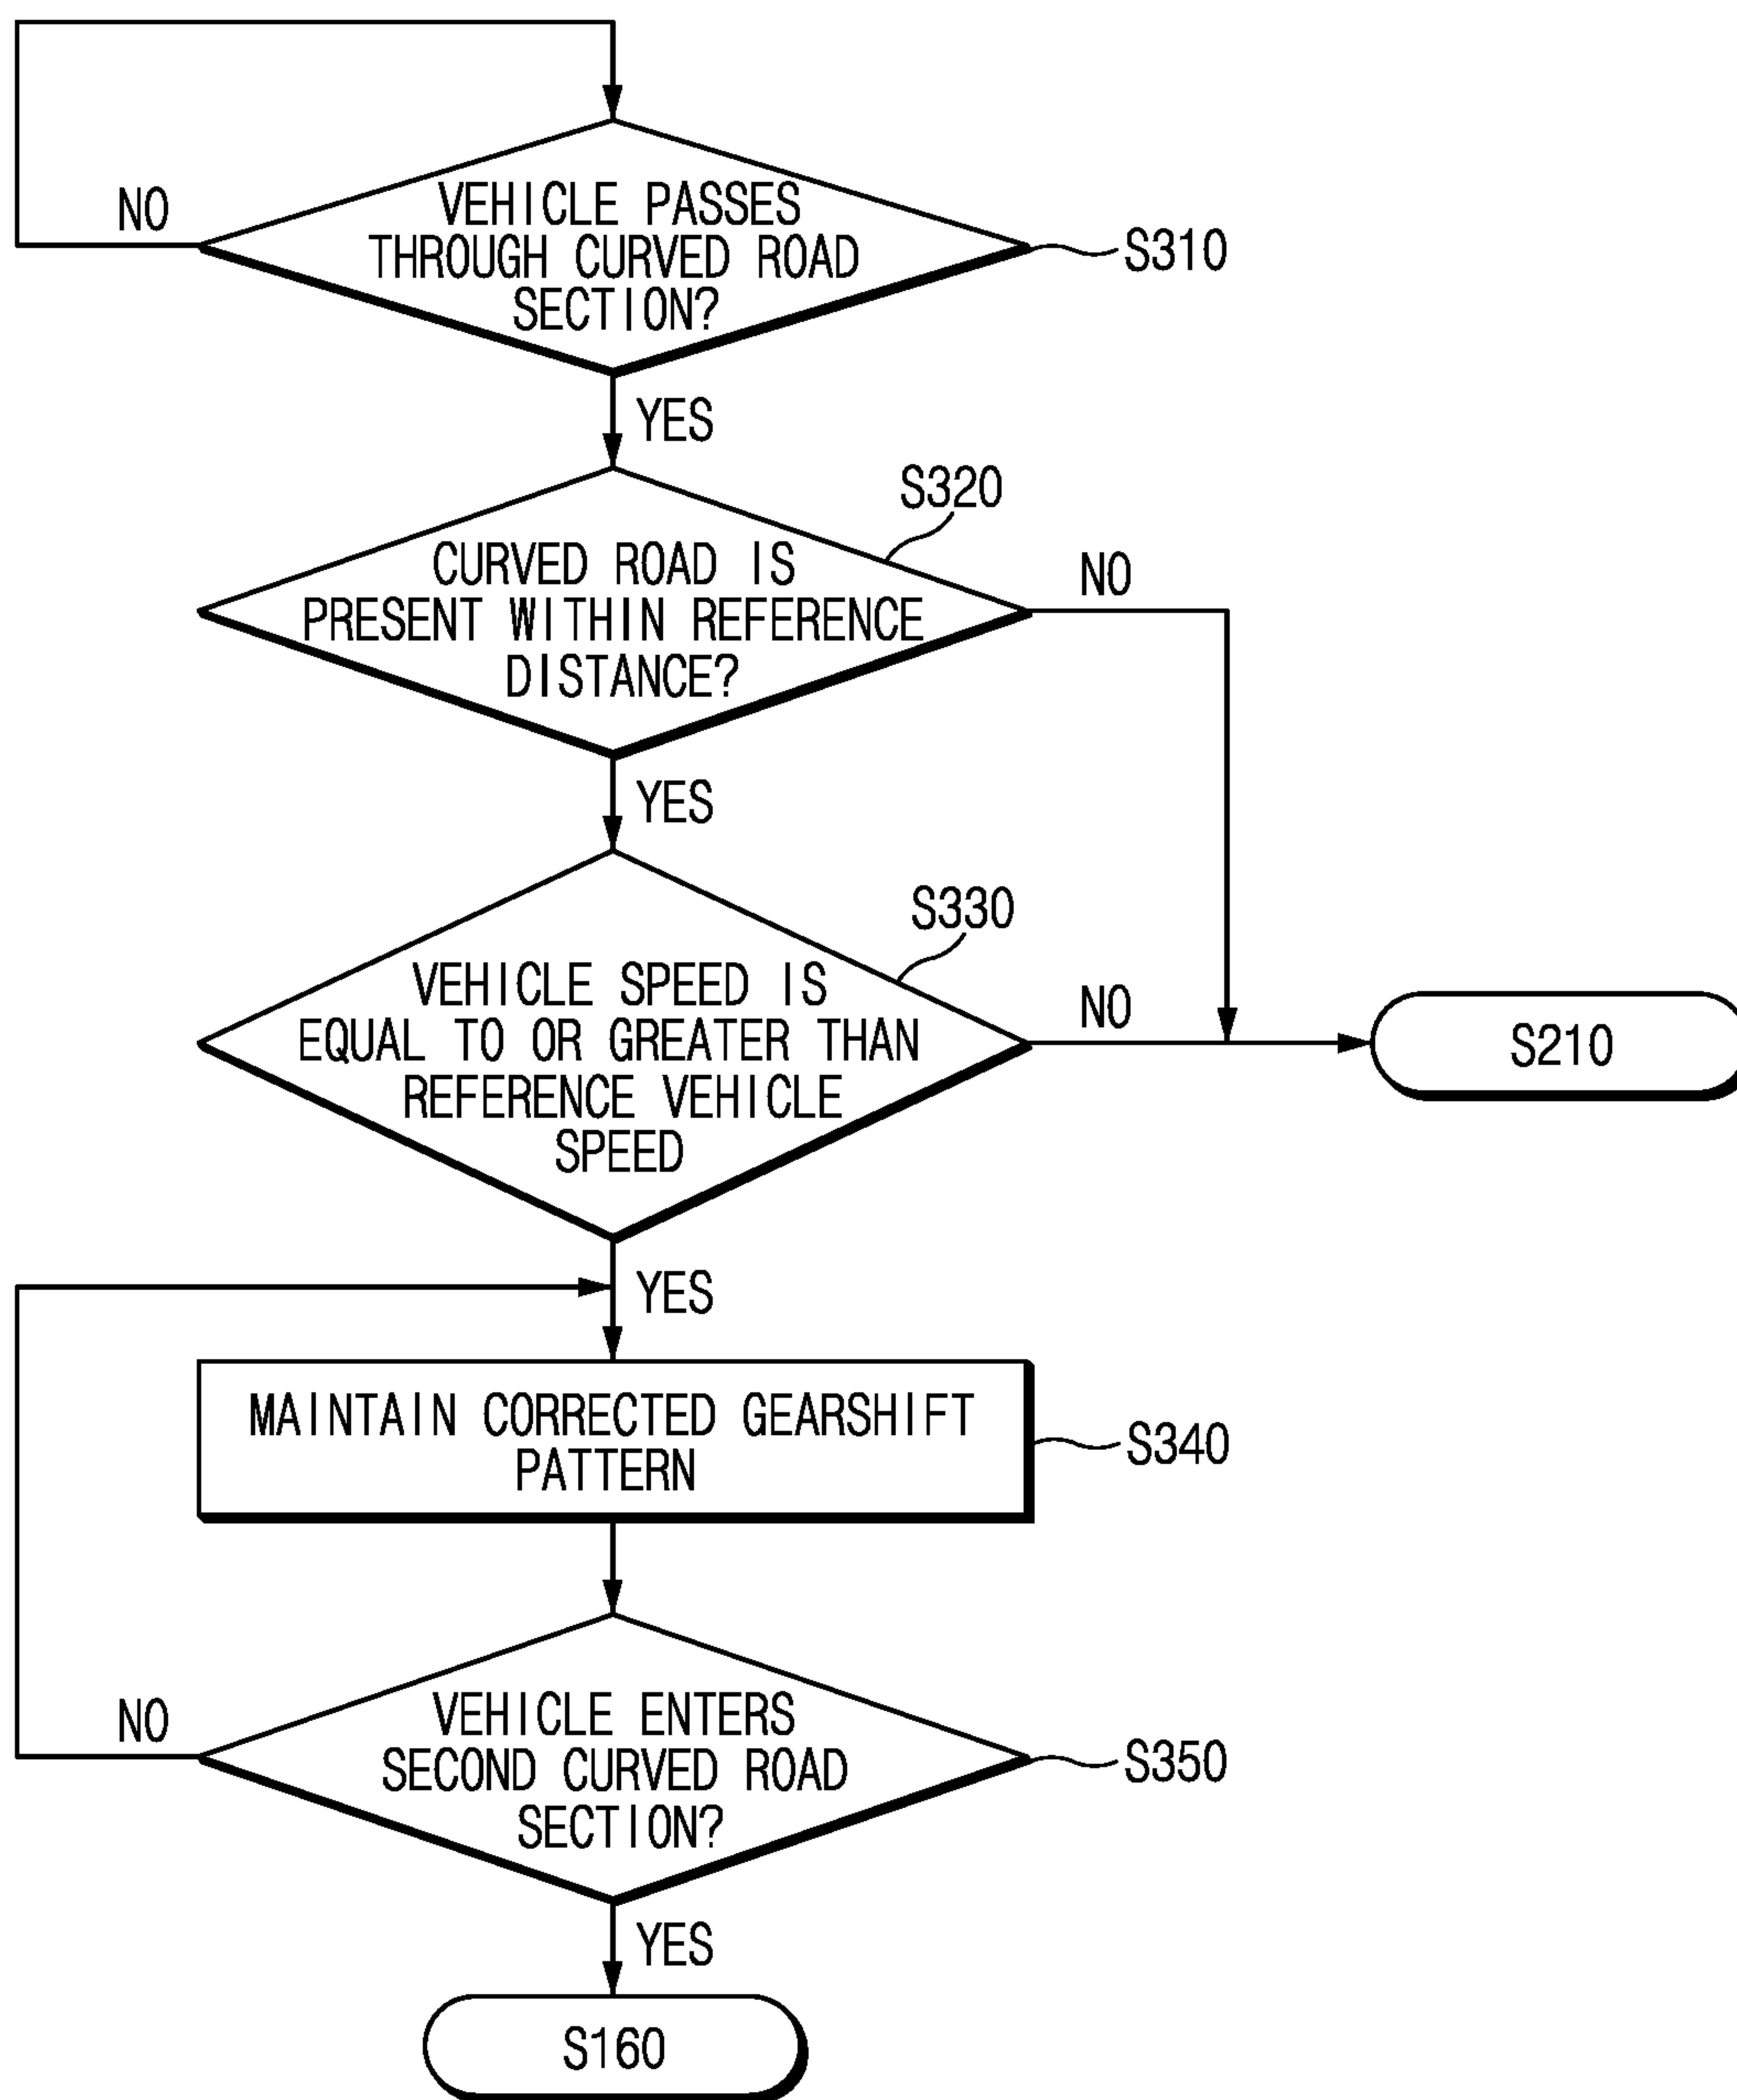 NO
VEHICLE PASSES
THROUGH CURVED ROAD
SECTION?
S310
YES
S320
CURVED ROAD IS
PRESENT WITHIN REFERENCE
DISTANCE?
NO
YES
S330
VEHICLE SPEED IS
EQUAL TO OR GREATER THAN
REFERENCE VEHICLE
SPEED
NO
S210
YES
MAINTAIN CORRECTED GEARSHIFT
PATTERN
S340
NO
VEHICLE ENTERS
SECOND CURVED ROAD
SECTION?
S350
YES
S160